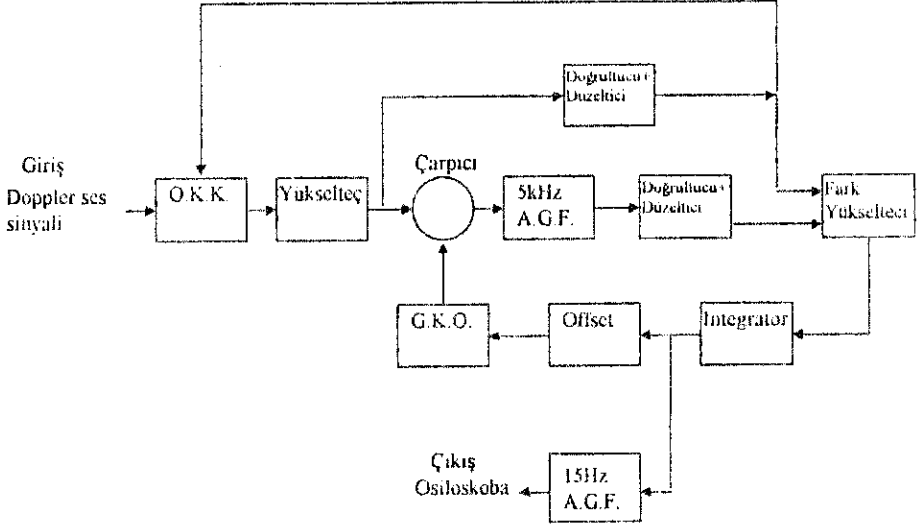 Doğrultucu+
Düzeltici
Giriş
Doppler ses
sinyali
O.K.K.
Yükselteç
Çarpıcı
5kHz
A.G.F.
Doğrultucu+
Düzeltici
Fark
Yükselteci
G.K.O.
Offset
Integrator
Çıkış
Osiloskoba
15Hz
A.G.F.